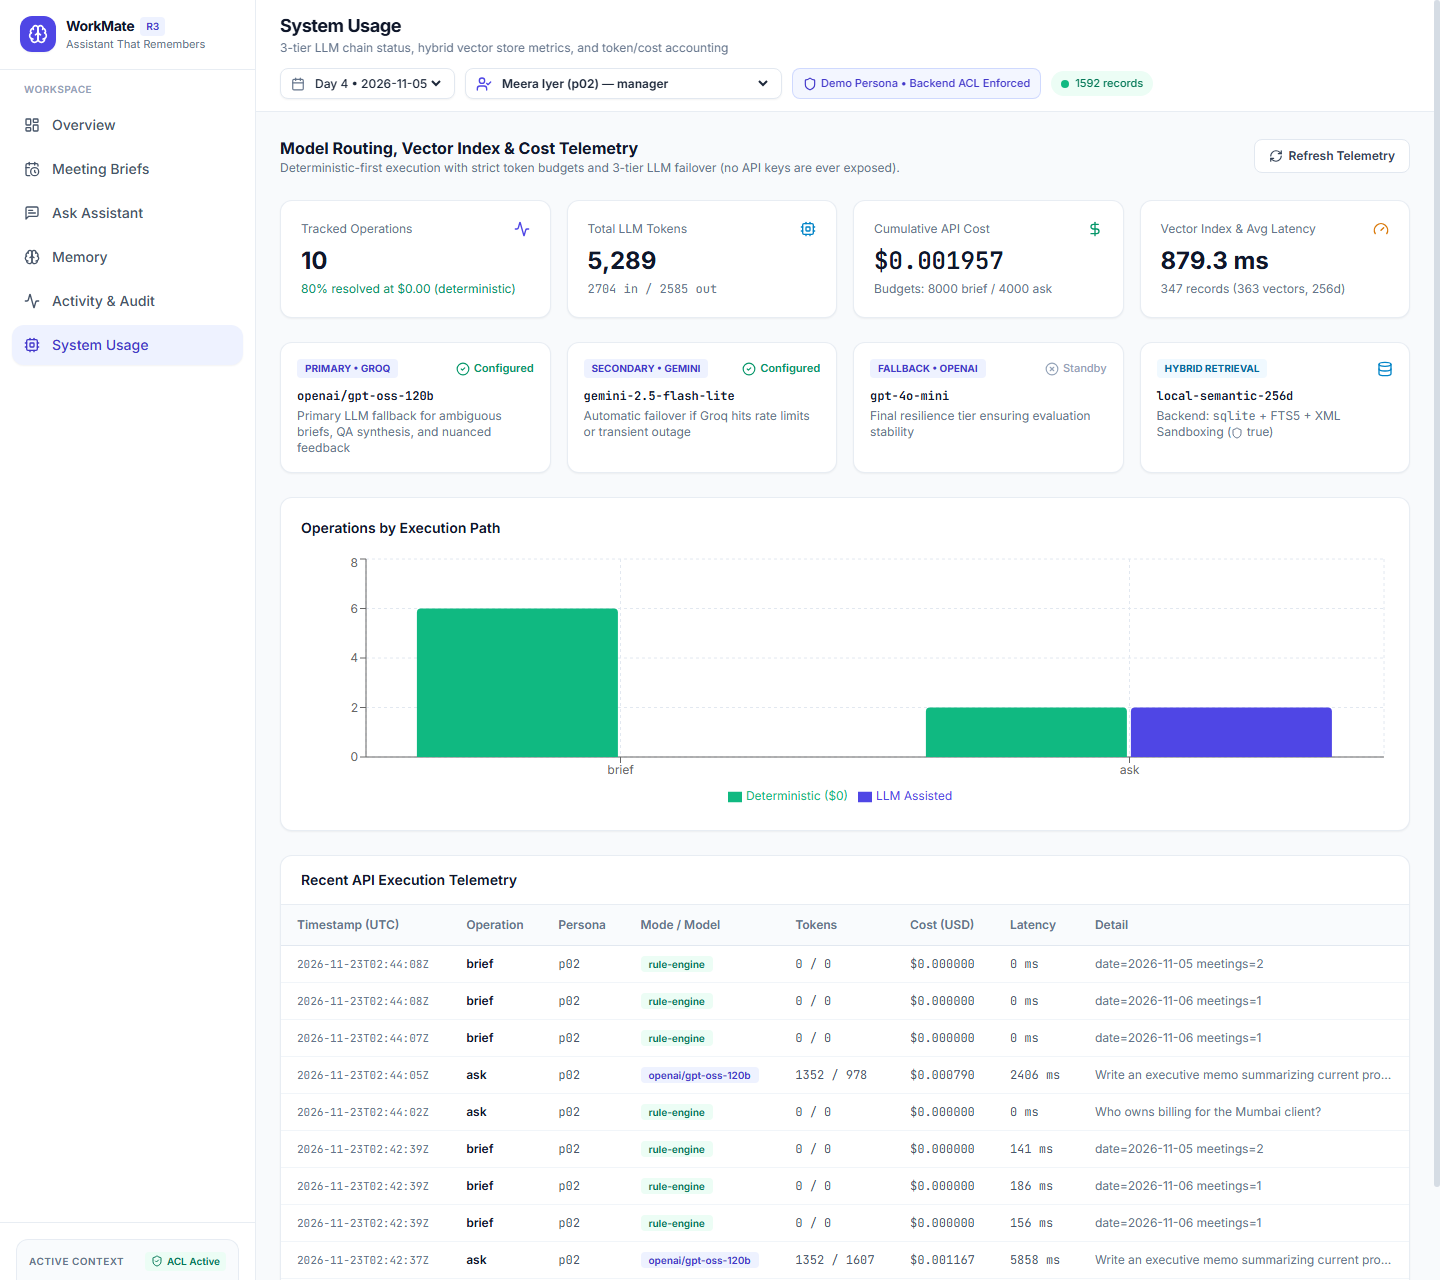 WorkMate R3
Assistant That Remembers
WORKSPACE
Overview
Meeting Briefs
Ask Assistant
Memory
Activity & Audit
System Usage
ACTIVE CONTEXT ACL Active
System Usage
3-tier LLM chain status, hybrid vector store metrics, and token/cost accounting
Day 4 • 2026-11-05 Meera Iyer (p02) — manager Demo Persona • Backend ACL Enforced 1592 records
Model Routing, Vector Index & Cost Telemetry
Deterministic-first execution with strict token budgets and 3-tier LLM failover (no API keys are ever exposed).
Refresh Telemetry
Tracked Operations
10
80% resolved at $0.00 (deterministic)
Total LLM Tokens
5,289
2704 in / 2585 out
Cumulative API Cost
$0.001957
Budgets: 8000 brief / 4000 ask
Vector Index & Avg Latency
879.3 ms
347 records (363 vectors, 256d)
PRIMARY • GROQ Configured
openai/gpt-oss-120b
Primary LLM fallback for ambiguous
briefs, QA synthesis, and nuanced
feedback
SECONDARY • GEMINI Configured
gemini-2.5-flash-lite
Automatic failover if Groq hits rate limits
or transient outage
FALLBACK • OPENAI Standby
gpt-4o-mini
Final resilience tier ensuring evaluation
stability
HYBRID RETRIEVAL
local-semantic-256d
Backend: sqlite + FTS5 + XML
Sandboxing ( true)
Operations by Execution Path
8
6
4
2
0
brief ask
Deterministic ($0) LLM Assisted
Recent API Execution Telemetry
Timestamp (UTC) Operation Persona Mode / Model Tokens Cost (USD) Latency Detail
2026-11-23T02:44:08Z brief p02 rule-engine 0 / 0 $0.000000 0 ms date=2026-11-05 meetings=2
2026-11-23T02:44:08Z brief p02 rule-engine 0 / 0 $0.000000 0 ms date=2026-11-06 meetings=1
2026-11-23T02:44:07Z brief p02 rule-engine 0 / 0 $0.000000 0 ms date=2026-11-06 meetings=1
2026-11-23T02:44:05Z ask p02 openai/gpt-oss-120b 1352 / 978 $0.000790 2406 ms Write an executive memo summarizing current pro...
2026-11-23T02:44:02Z ask p02 rule-engine 0 / 0 $0.000000 0 ms Who owns billing for the Mumbai client?
2026-11-23T02:42:39Z brief p02 rule-engine 0 / 0 $0.000000 141 ms date=2026-11-05 meetings=2
2026-11-23T02:42:39Z brief p02 rule-engine 0 / 0 $0.000000 186 ms date=2026-11-06 meetings=1
2026-11-23T02:42:39Z brief p02 rule-engine 0 / 0 $0.000000 156 ms date=2026-11-06 meetings=1
2026-11-23T02:42:37Z ask p02 openai/gpt-oss-120b 1352 / 1607 $0.001167 5858 ms Write an executive memo summarizing current pro...